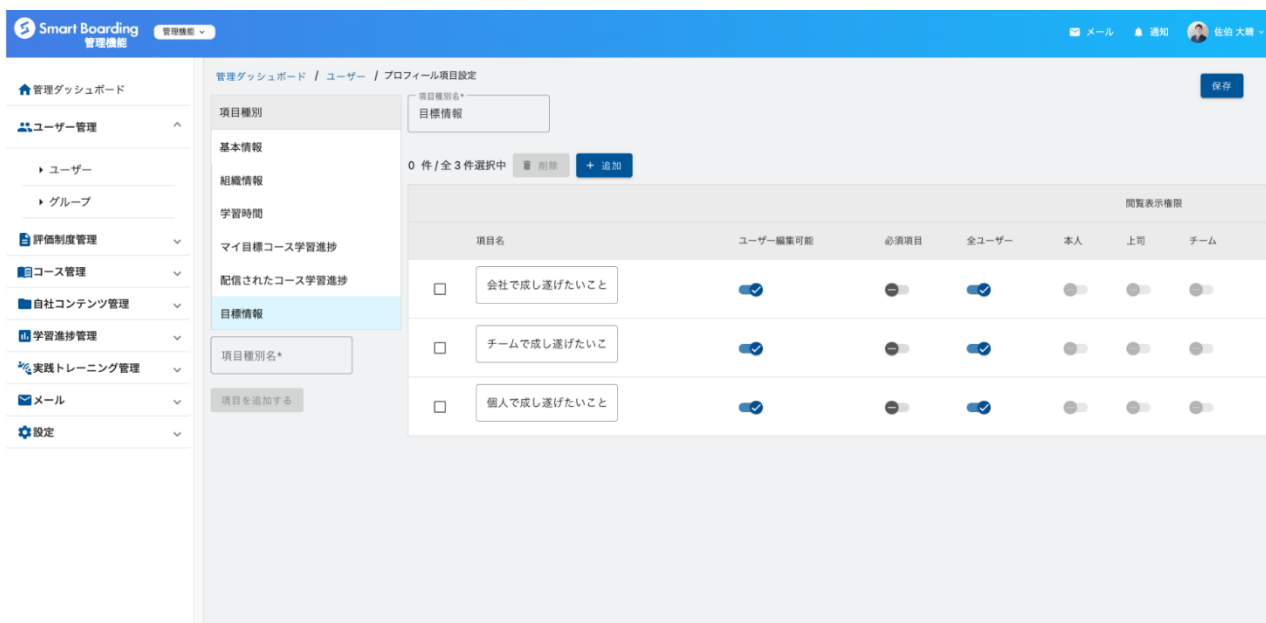 Smart Boarding
管理機能
管理機能
メール
通知
佐伯 大晴
管理ダッシュボード
ユーザー管理
ユーザー
グループ
評価制度管理
コース管理
自社コンテンツ管理
学習進捗管理
実践トレーニング管理
メール
設定
管理ダッシュボード / ユーザー / プロフィール項目設定
保存
項目種別
基本情報
組織情報
学習時間
マイ目標コース学習進捗
配信されたコース学習進捗
目標情報
項目種別名*
項目を追加する
項目種別名*
目標情報
0 件 / 全 3 件選択中
削除
+ 追加
閲覧表示権限
項目名 ユーザー編集可能 必須項目 全ユーザー 本人 上司 チーム
会社で成し遂げたいこと
チームで成し遂げたいこ
個人で成し遂げたいこと